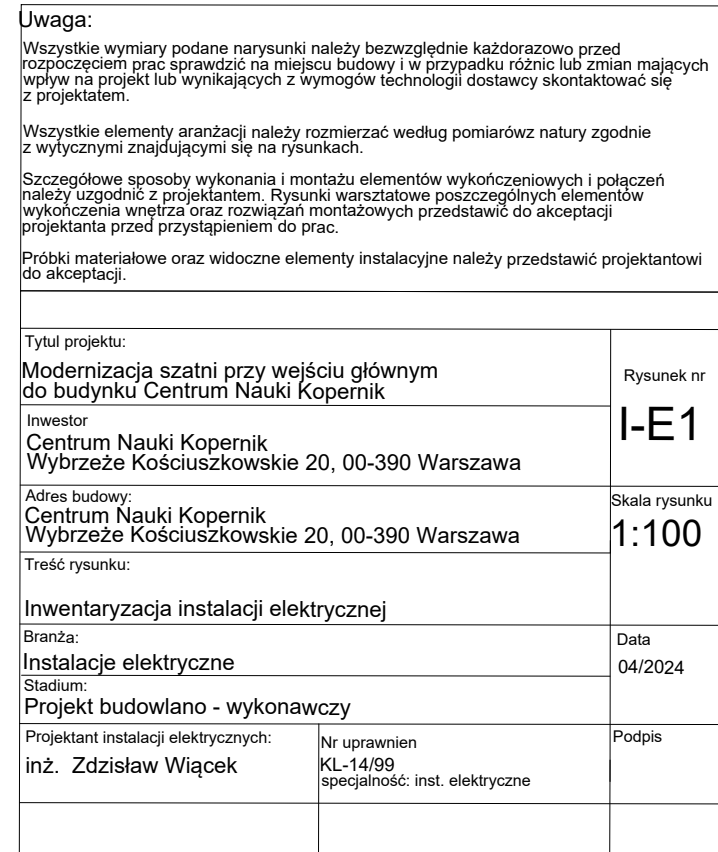 Uwaga:
Wszystkie wymiary podane narysunki należy bezwzględnie każdorazowo przed
rozpoczęciem prac sprawdzić na miejscu budowy i w przypadku różnic lub zmian mających
wpływ na projekt lub wynikających z wymogów technologii dostawcy skontaktować się
z projektatem.
Wszystkie elementy aranżacji należy rozmierzać według pomiarówz natury zgodnie
z wytycznymi znajdującymi się na rysunkach.
Szczegółowe sposoby wykonania i montażu elementów wykończeniowych i połączeń
należy uzgodnić z projektantem. Rysunki warsztatowe poszczególnych elementów
wykończenia wnętrza oraz rozwiązań montażowych przedstawić do akceptacji
projektanta przed przystąpieniem do prac.
Próbki materiałowe oraz widoczne elementy instalacyjne należy przedstawić projektantowi
do akceptacji.
Tytul projektu:
Modernizacja szatni przy wejściu głównym
do budynku Centrum Nauki Kopernik
Rysunek nr
I-E1
Inwestor
Centrum Nauki Kopernik
Wybrzeże Kościuszkowskie 20, 00-390 Warszawa
Adres budowy:
Centrum Nauki Kopernik
Wybrzeże Kościuszkowskie 20, 00-390 Warszawa
Skala rysunku
1:100
Treść rysunku:
Inwentaryzacja instalacji elektrycznej
Branża:
Instalacje elektryczne
Data
04/2024
Stadium:
Projekt budowlano - wykonawczy
Projektant instalacji elektrycznych:
inż. Zdzisław Wiącek
Nr uprawnien
KL-14/99
specjalność: inst. elektryczne
Podpis